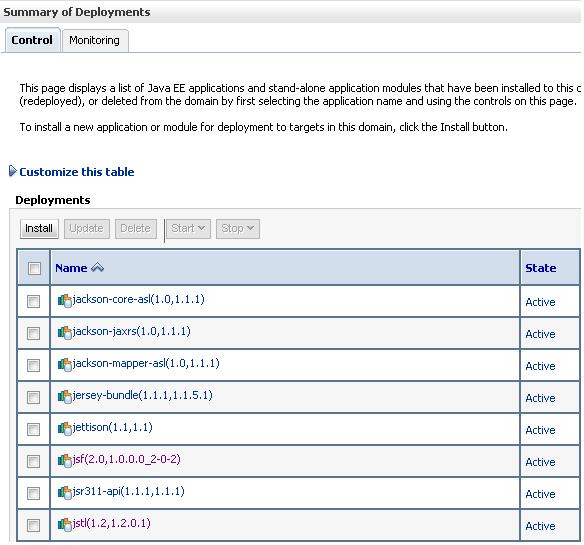 Summary of Deployments
Control Monitoring
This page displays a list of Java EE applications and stand-alone application modules that have been installed to this
(redeployed), or deleted from the domain by first selecting the application name and using the controls on this page.
To install a new application or module for deployment to targets in this domain, click the Install button.
Customize this table
Deployments
Install Update Delete Start Stop
Name State
jackson-core-asl(1.0,1.1.1) Active
jackson-jaxrs(1.0,1.1.1) Active
jackson-mapper-asl(1.0,1.1.1) Active
jersey-bundle(1.1.1,1.1.5.1) Active
jettison(1.1,1.1) Active
jsf(2.0,1.0.0.0_2-0-2) Active
jsr311-api(1.1.1,1.1.1) Active
jstl(1.2,1.2.0.1) Active